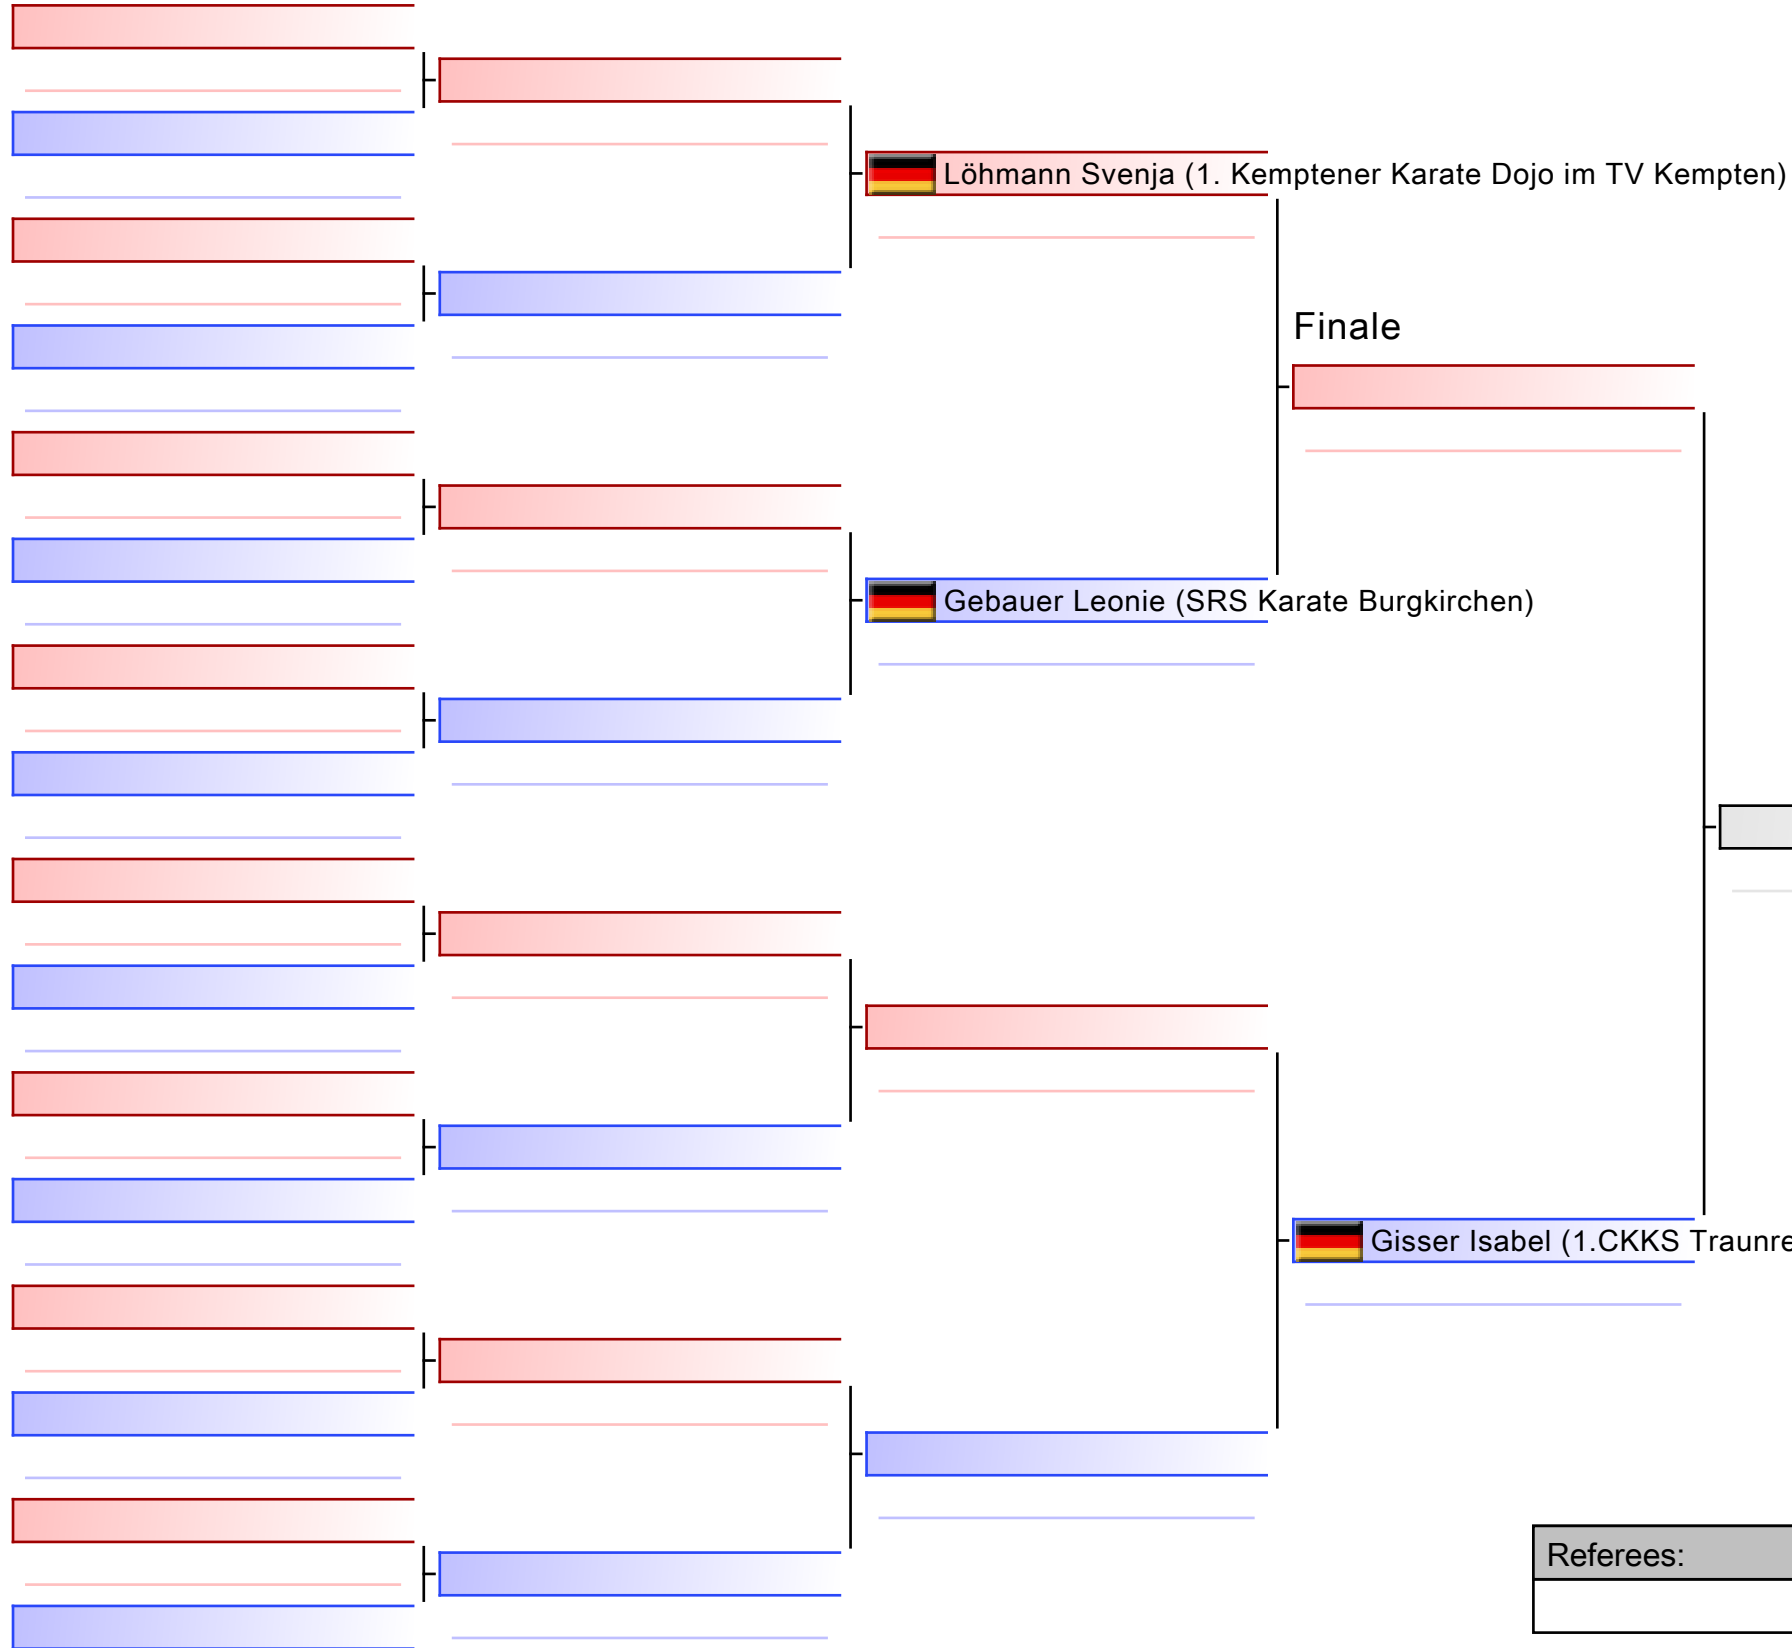 Löhmann Svenja (1. Kemptener Karate Dojo im TV Kempten)
Finale
Gebauer Leonie (SRS Karate Burgkirchen)
Gisser Isabel (1.CKKS
Referees: